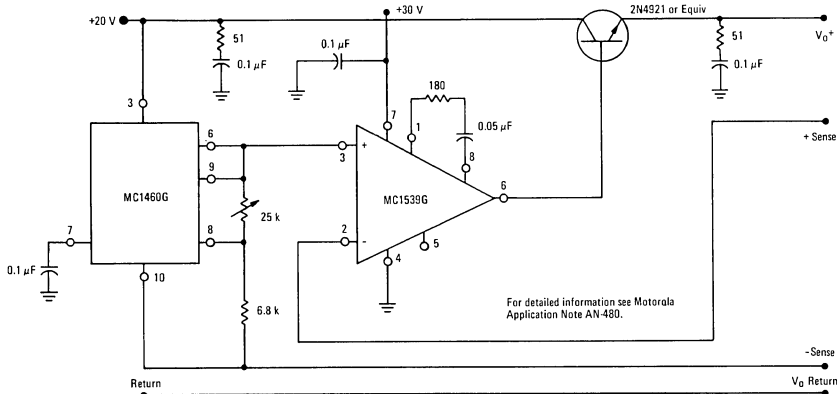 +20 V
+30 V
2N4921 or Equiv
51
0.1 μF
0.1 μF
51
0.1 μF
V₀⁺
3
7
180
1
0.05 μF
8
+ Sense
6
9
MC1460G
25 k
8
7
0.1 μF
10
6.8 k
3
+
MC1539G
6
2
-
5
4
For detailed information see Motorola
Application Note AN-480.
-Sense
Return
V₀ Return